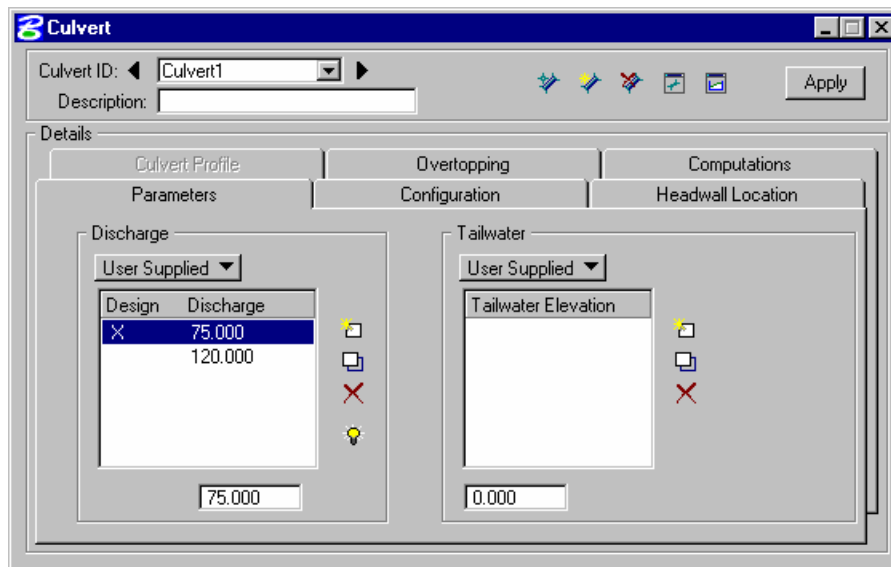 Culvert
Culvert ID: Culvert1
Description:
Apply
Details
Culvert Profile Overtopping Computations
Parameters Configuration Headwall Location
Discharge
User Supplied
Design Discharge
X 75.000
120.000
75.000
Tailwater
User Supplied
Tailwater Elevation
0.000